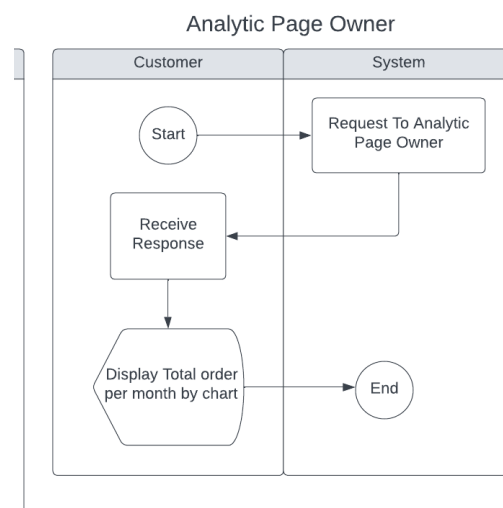 Analytic Page Owner
Customer
System
Start
Request To Analytic
Page Owner
Receive
Response
Display Total order
per month by chart
End